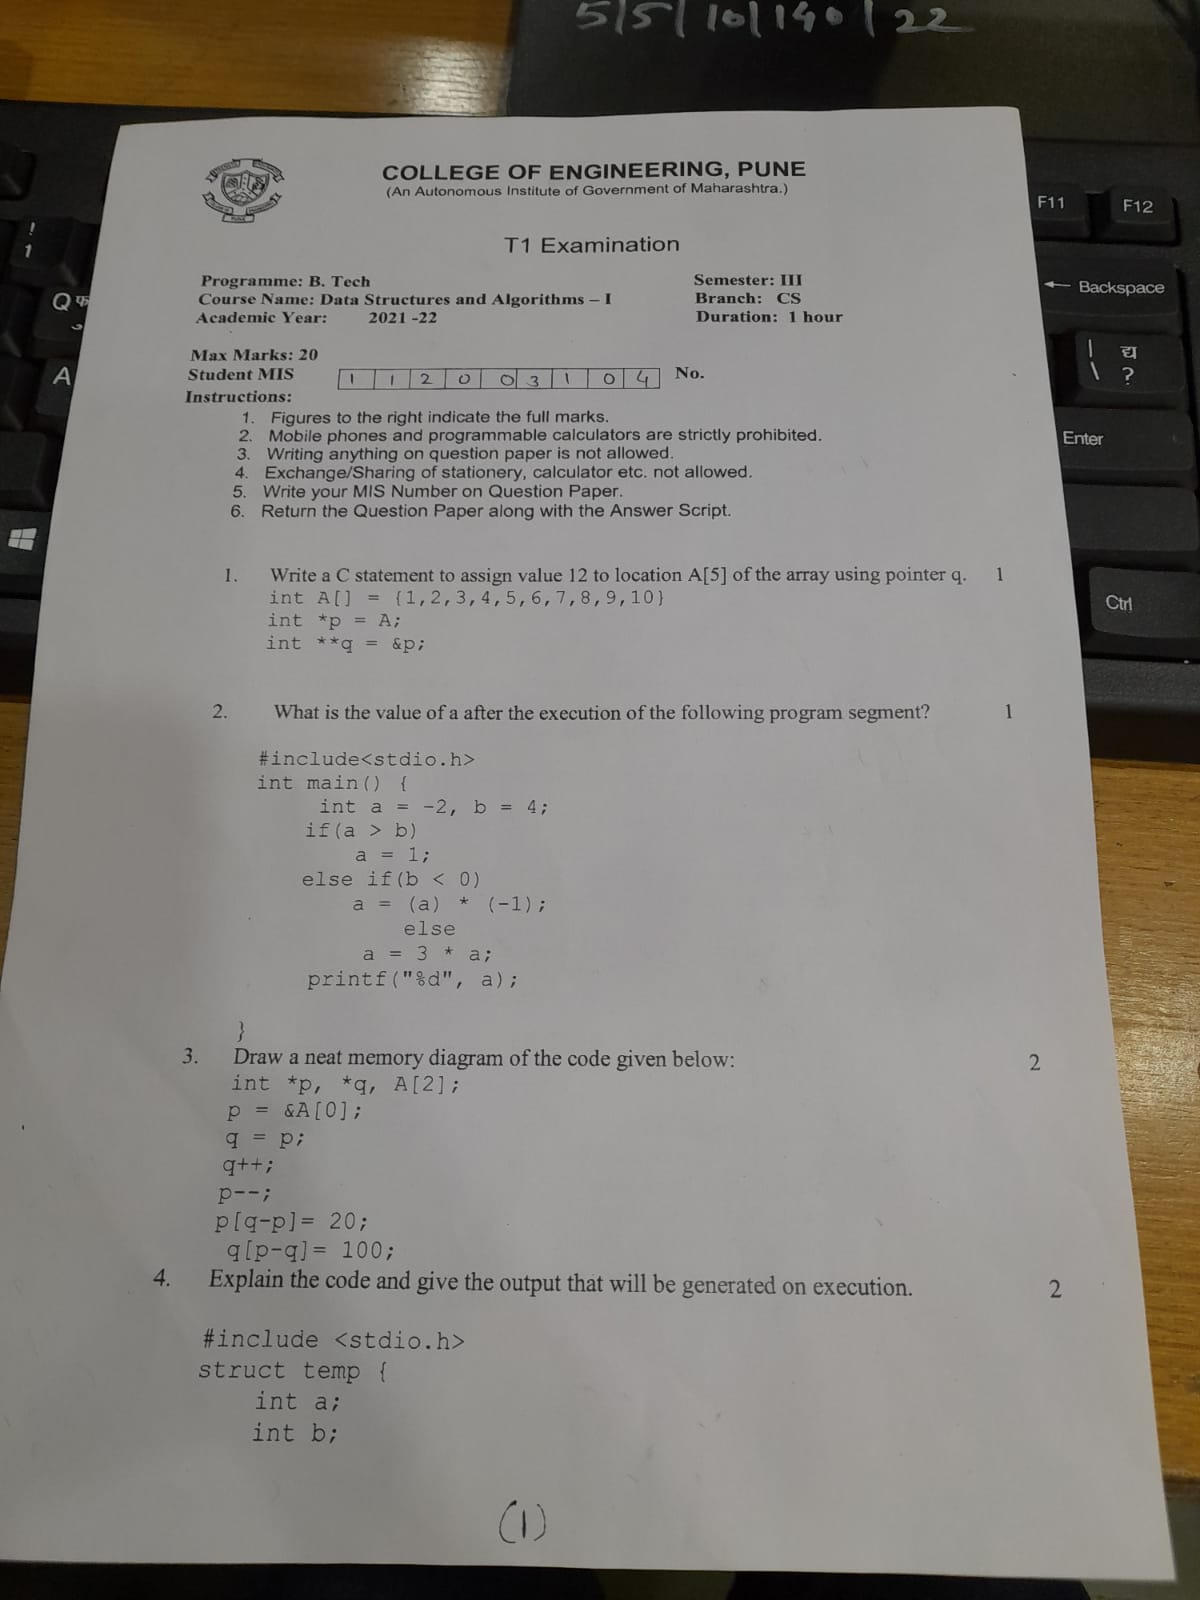 5/5/10/140/22
COLLEGE OF ENGINEERING, PUNE
(An Autonomous Institute of Government of Maharashtra.)
T1 Examination
Programme: B. Tech
Semester: III
Course Name: Data Structures and Algorithms – I
Branch: CS
Academic Year: 2021 -22
Duration: 1 hour
Max Marks: 20
Student MIS 1 1 2 0 0 3 1 0 4 No.
Instructions:
1. Figures to the right indicate the full marks.
2. Mobile phones and programmable calculators are strictly prohibited.
3. Writing anything on question paper is not allowed.
4. Exchange/Sharing of stationery, calculator etc. not allowed.
5. Write your MIS Number on Question Paper.
6. Return the Question Paper along with the Answer Script.
1. Write a C statement to assign value 12 to location A[5] of the array using pointer q. 1
int A[] = {1,2,3,4,5,6,7,8,9,10}
int *p = A;
int **q = &p;
2. What is the value of a after the execution of the following program segment? 1
#include<stdio.h>
int main() {
int a = -2, b = 4;
if(a > b)
a = 1;
else if(b < 0)
a = (a) * (-1);
else
a = 3 * a;
printf("%d", a);
}
3. Draw a neat memory diagram of the code given below: 2
int *p, *q, A[2];
p = &A[0];
q = p;
q++;
p--;
p[q-p]= 20;
q[p-q]= 100;
4. Explain the code and give the output that will be generated on execution. 2
#include <stdio.h>
struct temp {
int a;
int b;
(1)
!
1
Q फ
A
F11
F12
← Backspace
| द्य
\ ?
Enter
Ctrl